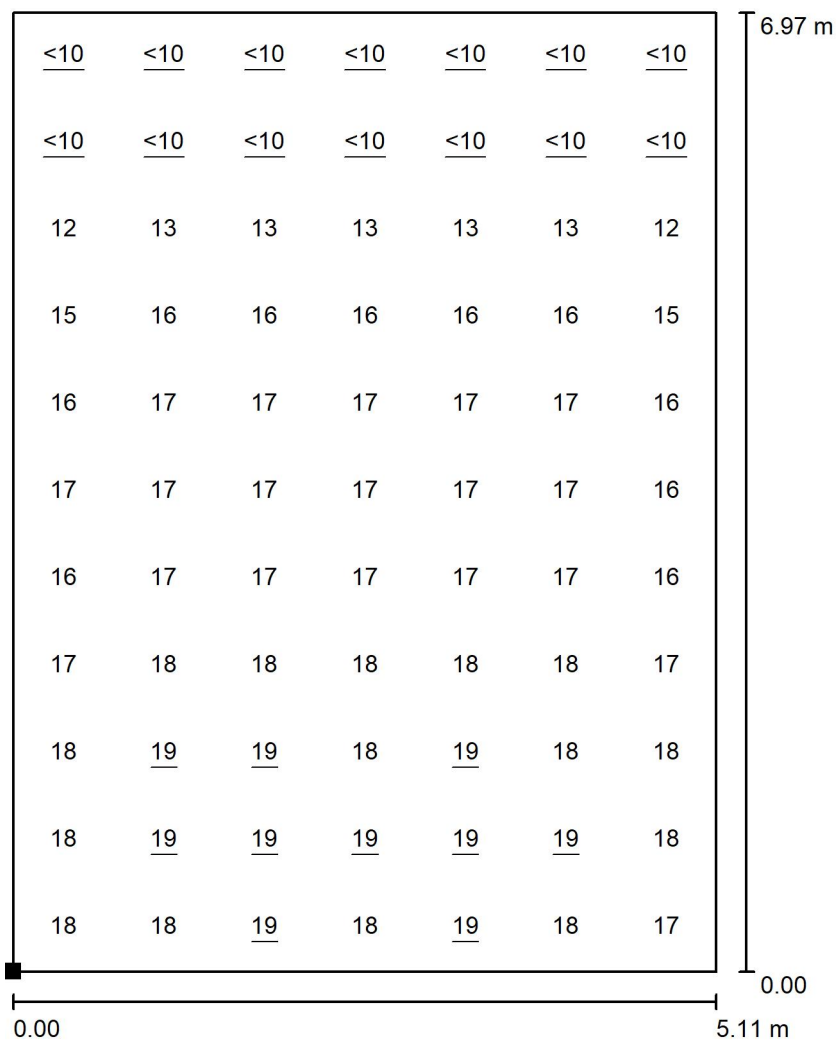 6.97 m
<10 <10 <10 <10 <10 <10 <10
<10 <10 <10 <10 <10 <10 <10
12 13 13 13 13 13 12
15 16 16 16 16 16 15
16 17 17 17 17 17 16
17 17 17 17 17 17 16
16 17 17 17 17 17 16
17 18 18 18 18 18 17
18 19 19 18 19 18 18
18 19 19 19 19 19 18
18 18 19 18 19 18 17
0.00
0.00 5.11 m